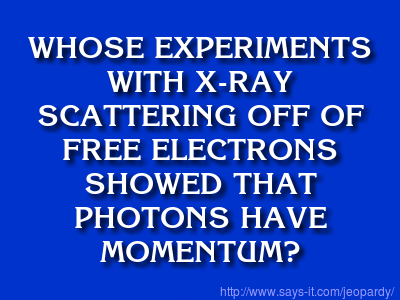 WHOSE EXPERIMENTS
WITH X-RAY
SCATTERING OFF OF
FREE ELECTRONS
SHOWED THAT
PHOTONS HAVE
MOMENTUM?
http://www.says-it.com/jeopardy/